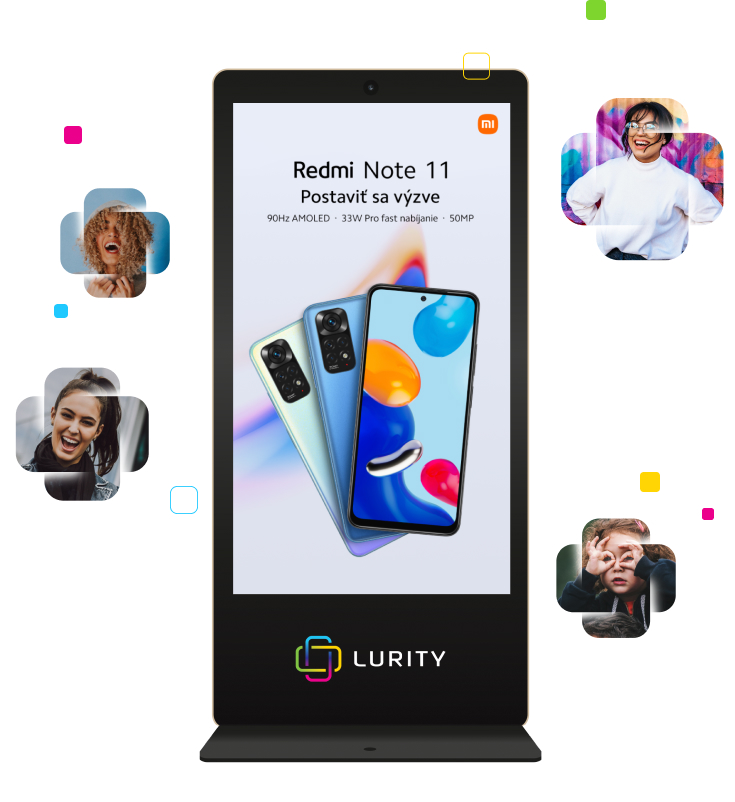 mi
Redmi Note 11
Postaviť sa výzve
90Hz AMOLED · 33W Pro fast nabíjanie · 50MP
LURITY